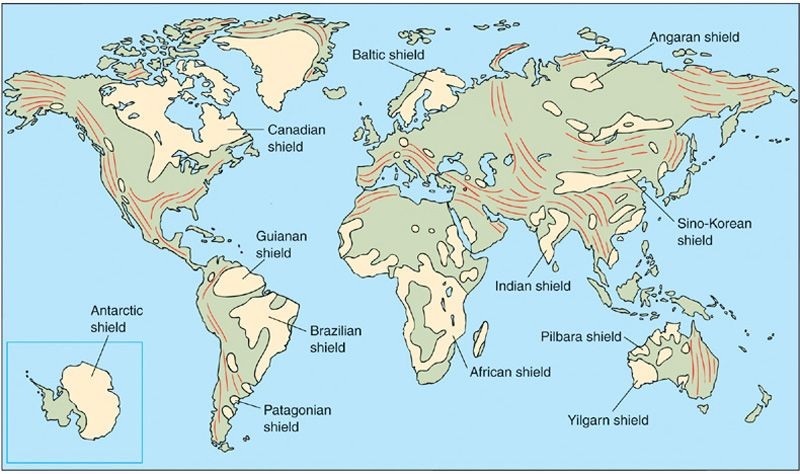 Angaran shield
Baltic shield
Canadian
shield
Sino-Korean
shield
Guianan
shield
Indian shield
Antarctic
shield
Brazilian
shield
Pilbara shield
African shield
Patagonian
shield
Yilgarn shield